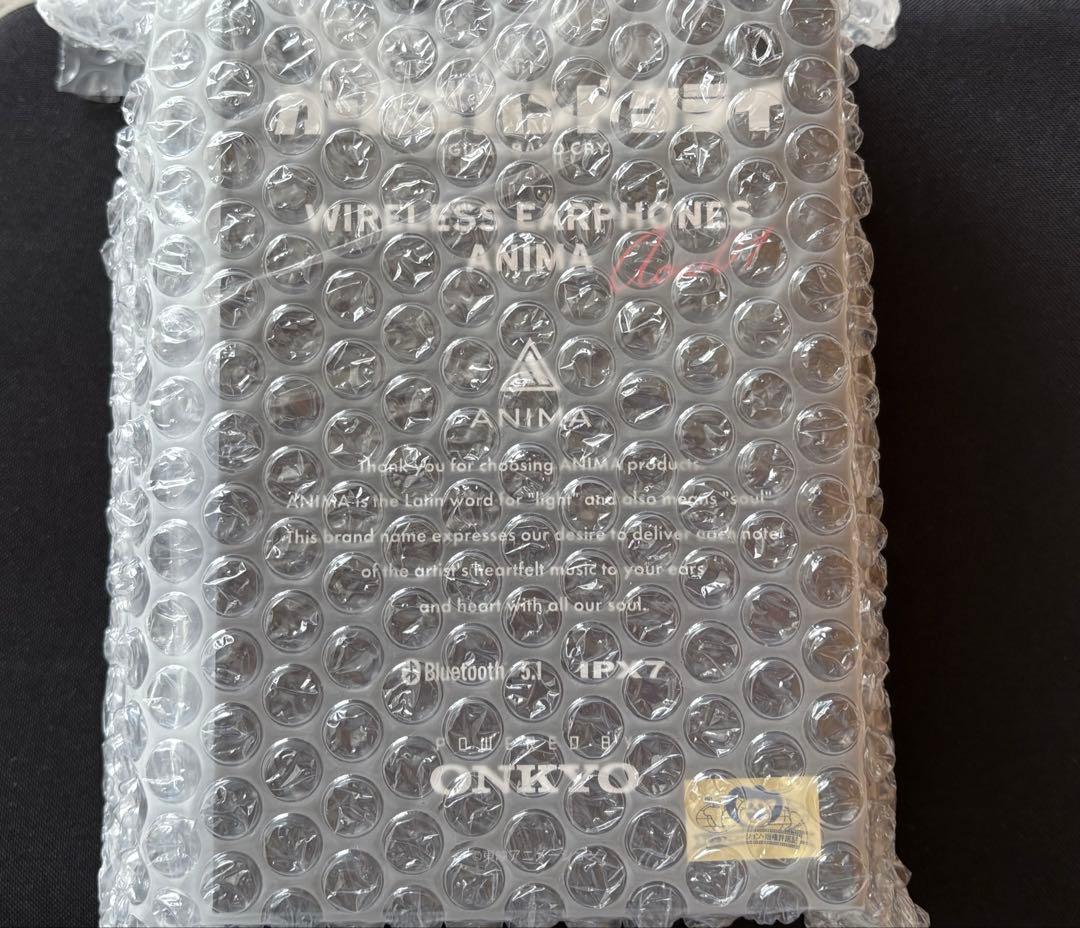 WIRELESS EARPHONES
ANIMA
ANIMA
Thank you for choosing ANIMA products
ANIMA is the Latin word for "light" and also means "soul"
This brand name expresses our desire to deliver each note
of the artist's heartfelt music to your ears
and heart with all our soul.
Bluetooth 5.1 IPX7
POWERED BY
ONKYO